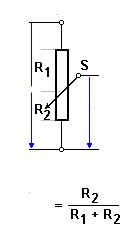 S
R1
R2
= R2 / (R1 + R2)